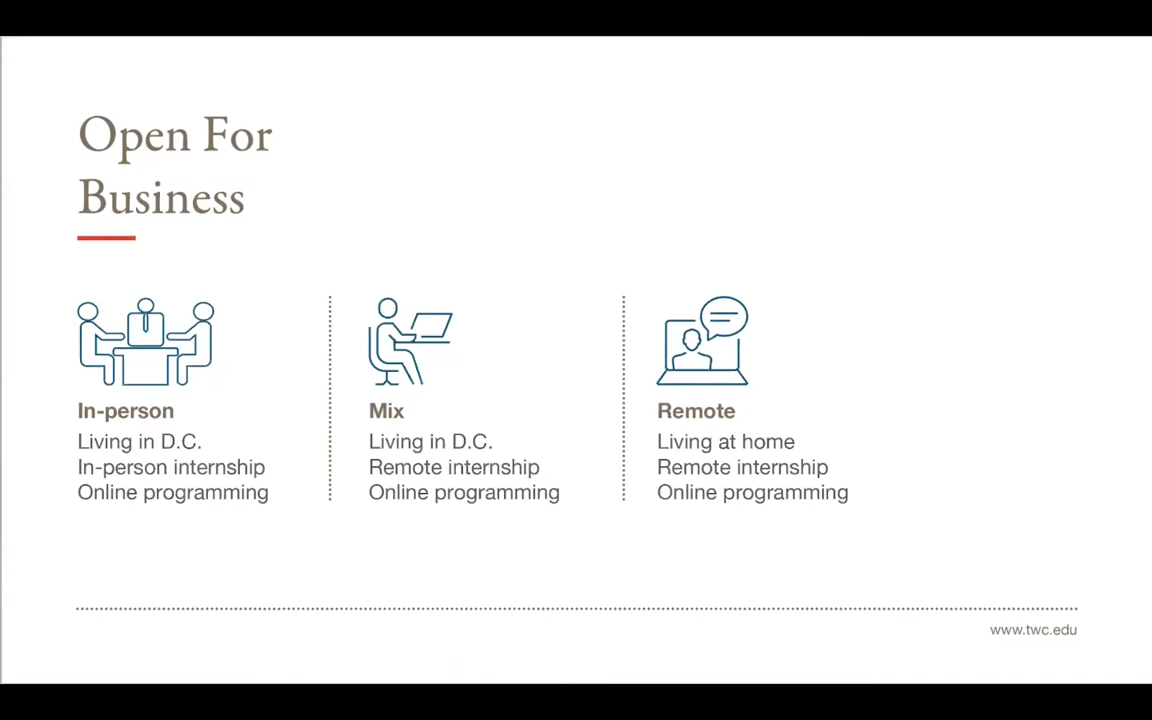 Open For
Business
In-person
Living in D.C.
In-person internship
Online programming
Mix
Living in D.C.
Remote internship
Online programming
Remote
Living at home
Remote internship
Online programming
www.twc.edu